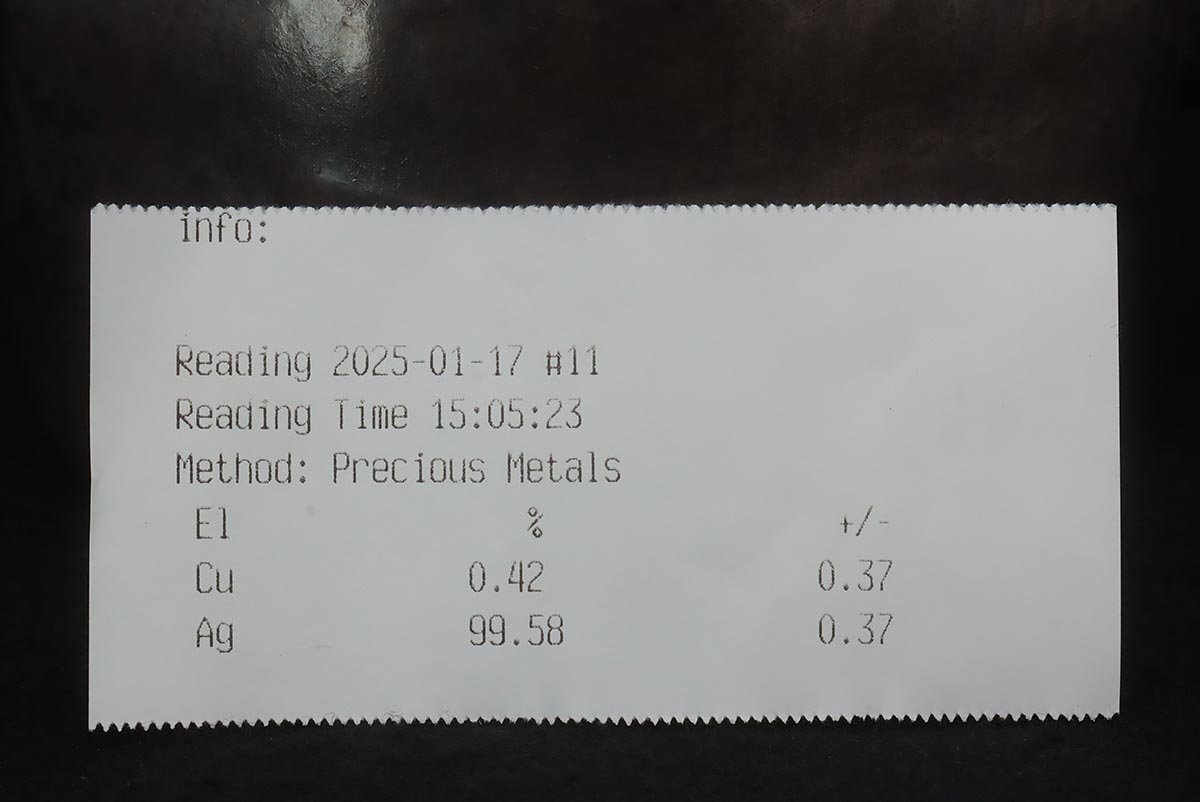 info:
Reading 2025-01-17 #11
Reading Time 15:05:23
Method: Precious Metals
El % +/-
Cu 0.42 0.37
Ag 99.58 0.37